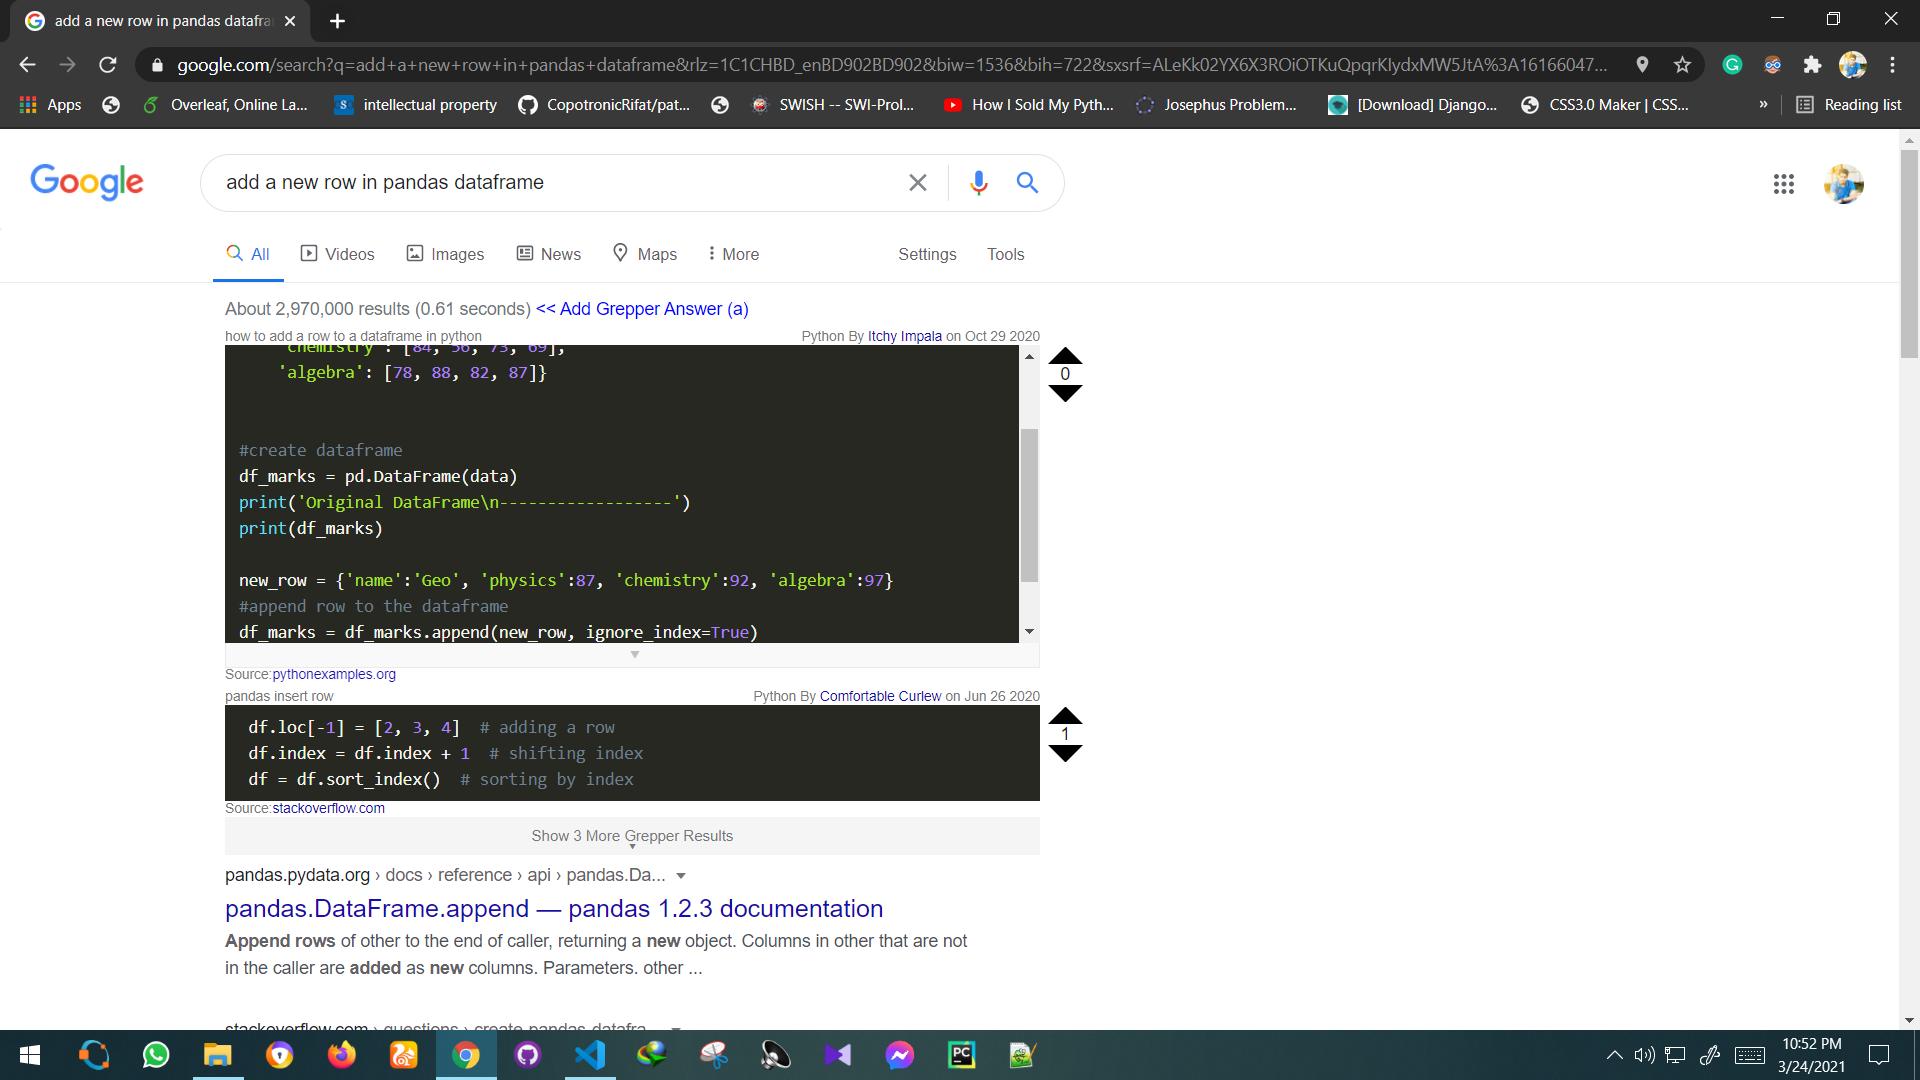 add a new row in pandas datafra
google.com/search?q=add+a+new+row+in+pandas+dataframe&rlz=1C1CHBD_enBD902BD902&biw=1536&bih=722&sxsrf=ALeKk02YX6X3ROiOTKuQpqrKIydxMW5JtA%3A16166047...
Apps
Overleaf, Online La...
intellectual property
CopotronicRifat/pat...
SWISH -- SWI-Prol...
How I Sold My Pyth...
Josephus Problem...
[Download] Django...
CSS3.0 Maker | CSS...
»
Reading list
Google
add a new row in pandas dataframe
All
Videos
Images
News
Maps
More
Settings
Tools
About 2,970,000 results (0.61 seconds) << Add Grepper Answer (a)
how to add a row to a dataframe in python
Python By Itchy Impala on Oct 29 2020
'chemistry': [84, 56, 73, 69],
'algebra': [78, 88, 82, 87]}
0
#create dataframe
df_marks = pd.DataFrame(data)
print('Original DataFrame\n------------------')
print(df_marks)
new_row = {'name':'Geo', 'physics':87, 'chemistry':92, 'algebra':97}
#append row to the dataframe
df_marks = df_marks.append(new_row, ignore_index=True)
Source:pythonexamples.org
pandas insert row
Python By Comfortable Curlew on Jun 26 2020
df.loc[-1] = [2, 3, 4]  # adding a row
df.index = df.index + 1  # shifting index
df = df.sort_index()  # sorting by index
1
Source:stackoverflow.com
Show 3 More Grepper Results
pandas.pydata.org › docs › reference › api › pandas.Da...
pandas.DataFrame.append — pandas 1.2.3 documentation
Append rows of other to the end of caller, returning a new object. Columns in other that are not
in the caller are added as new columns. Parameters. other ...
stackoverflow.com › questions › create-pandas-datafra...
10:52 PM
3/24/2021